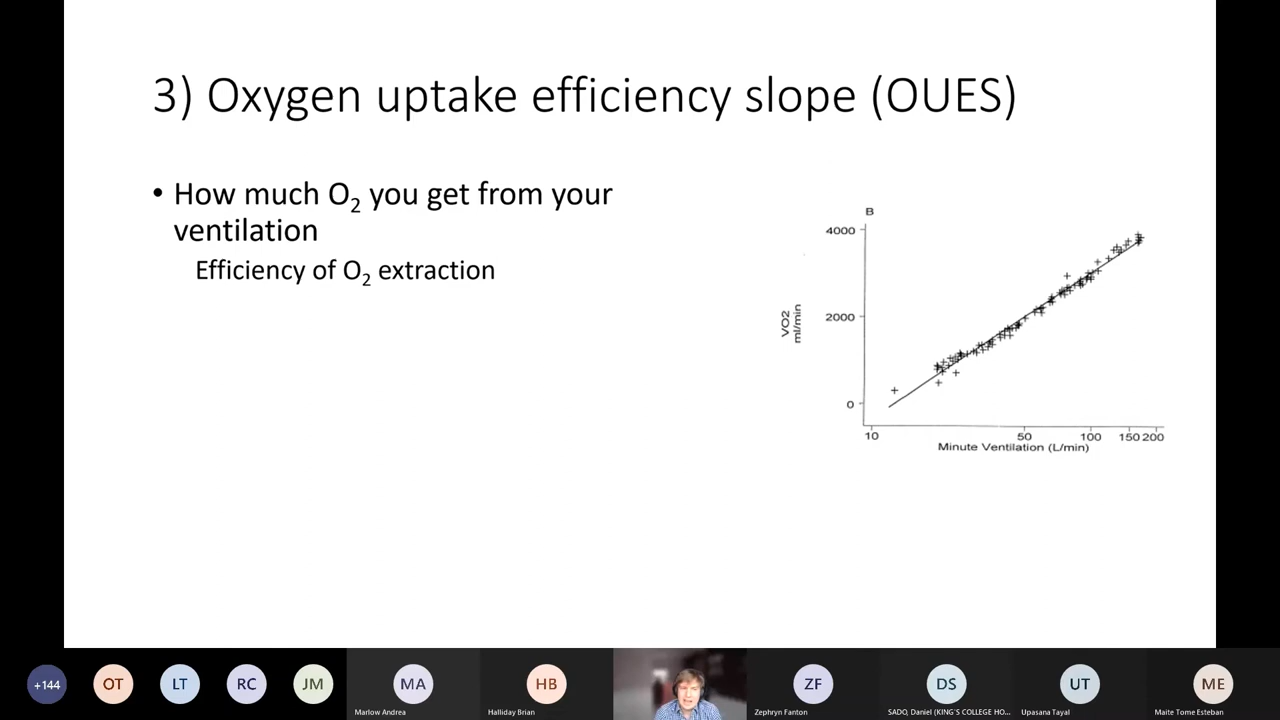 3) Oxygen uptake efficiency slope (OUES)
• How much O2 you get from your
ventilation
Efficiency of O2 extraction
B
4000
2000
0
VO2
ml/min
10
50
100
150
200
Minute Ventilation (L/min)
+144
OT
LT
RC
JM
MA
HB
ZF
DS
UT
ME
Marlow Andrea
Halliday Brian
Zephryn Fanton
SADO, Daniel (KING'S COLLEGE HO...
Upasana Tayal
Maite Tome Esteban